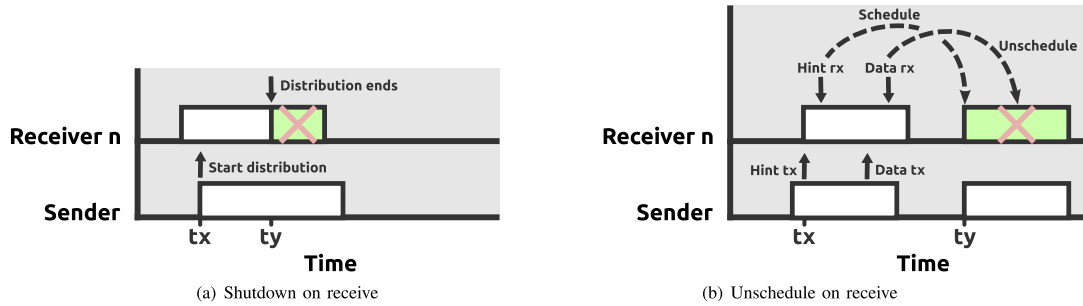 Distribution ends
Receiver n
Start distribution
Sender
tx ty
Time
(a) Shutdown on receive
Schedule
Unschedule
Hint rx Data rx
Receiver n
Hint tx Data tx
Sender
tx ty
Time
(b) Unschedule on receive